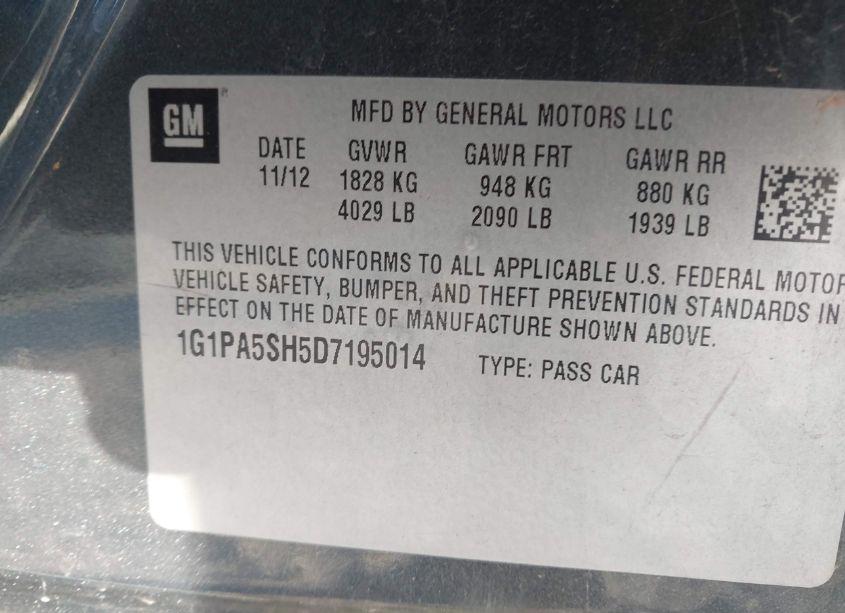 GM
MFD BY GENERAL MOTORS LLC
DATE GVWR GAWR FRT GAWR RR
11/12 1828 KG 948 KG 880 KG
4029 LB 2090 LB 1939 LB
THIS VEHICLE CONFORMS TO ALL APPLICABLE U.S. FEDERAL MOTOR
VEHICLE SAFETY, BUMPER, AND THEFT PREVENTION STANDARDS IN
EFFECT ON THE DATE OF MANUFACTURE SHOWN ABOVE.
1G1PA5SH5D7195014 TYPE: PASS CAR